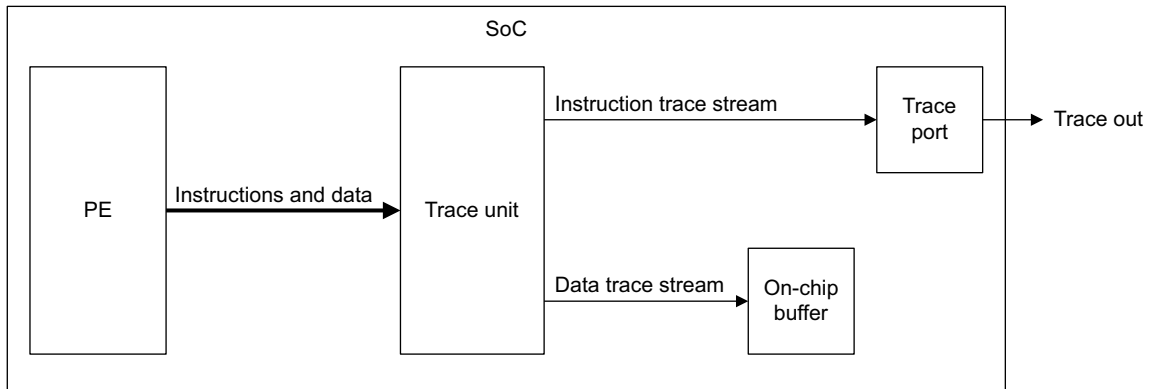 SoC
Instruction trace stream
Trace
port
Trace out
Instructions and data
PE
Trace unit
Data trace stream
On-chip
buffer